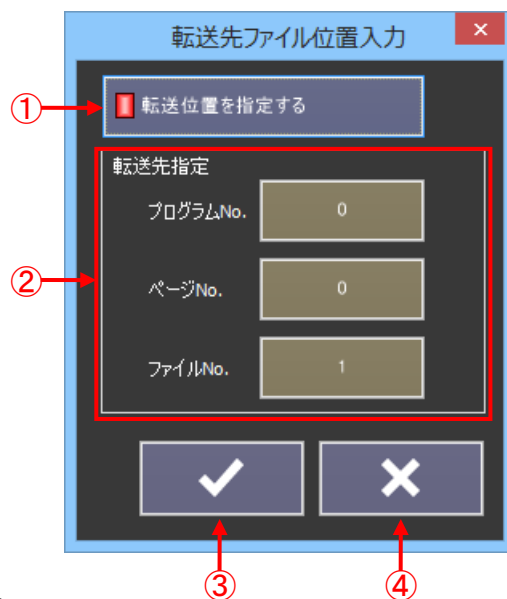 転送先ファイル位置入力
①
転送位置を指定する
転送先指定
プログラムNo.
0
②
ページNo.
0
ファイルNo.
1
③
④